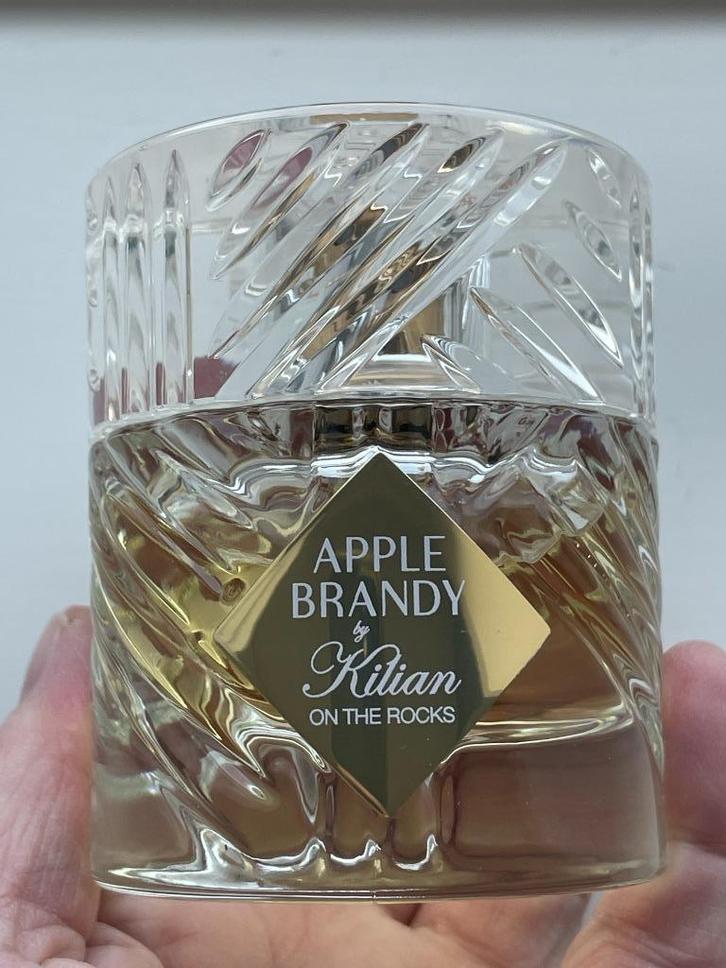 APPLE
BRANDY
by
Kilian
ON THE ROCKS